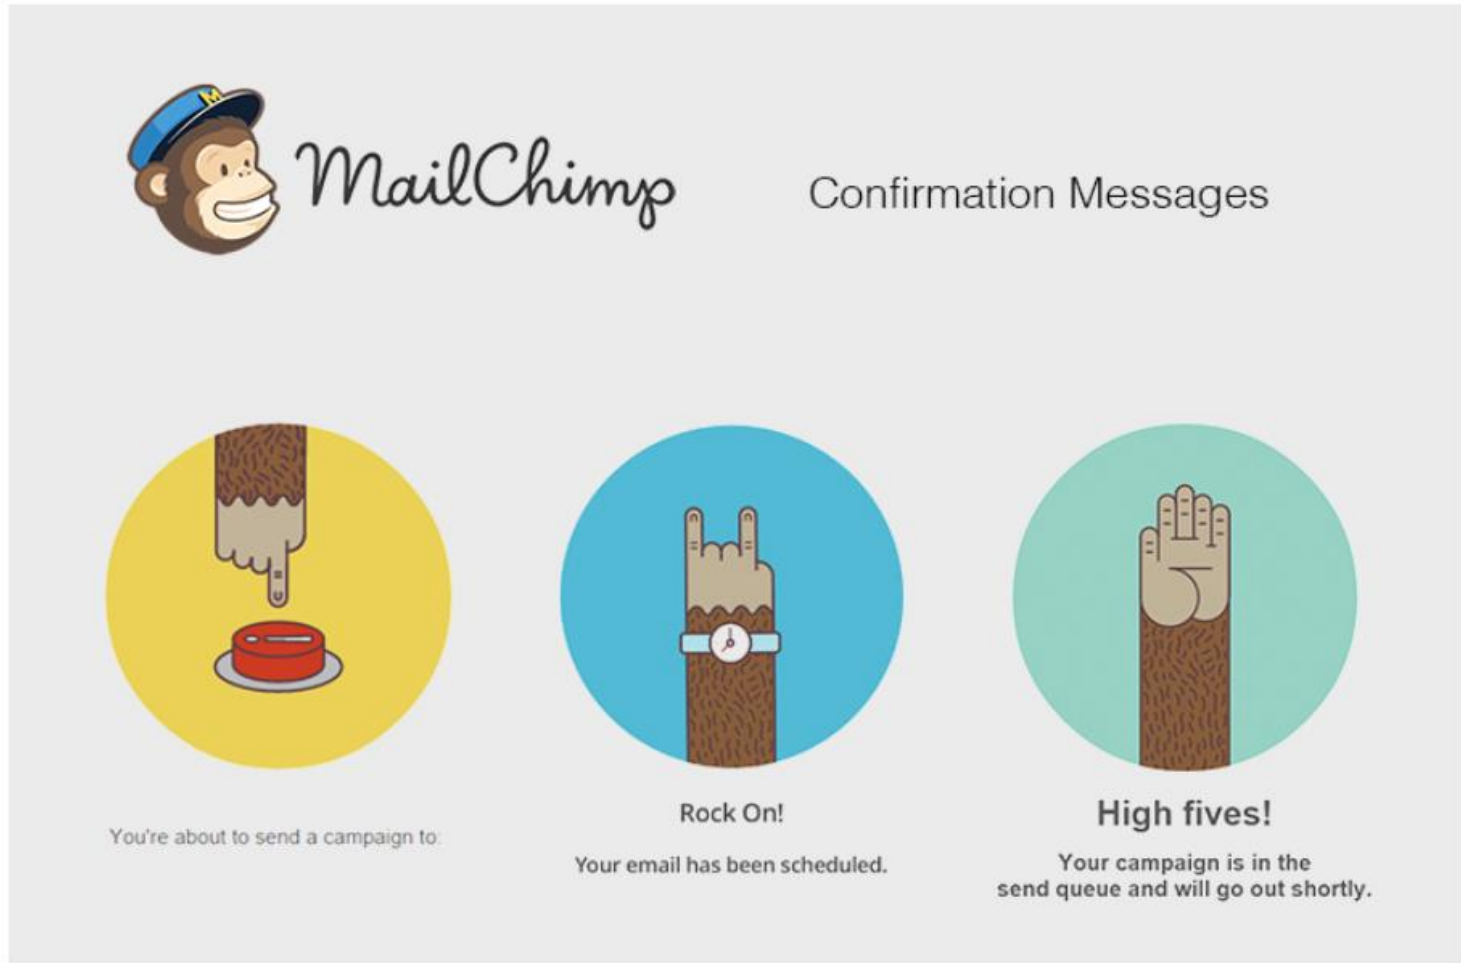 M
MailChimp
Confirmation Messages
You're about to send a campaign to:
Rock On!
Your email has been scheduled.
High fives!
Your campaign is in the
send queue and will go out shortly.